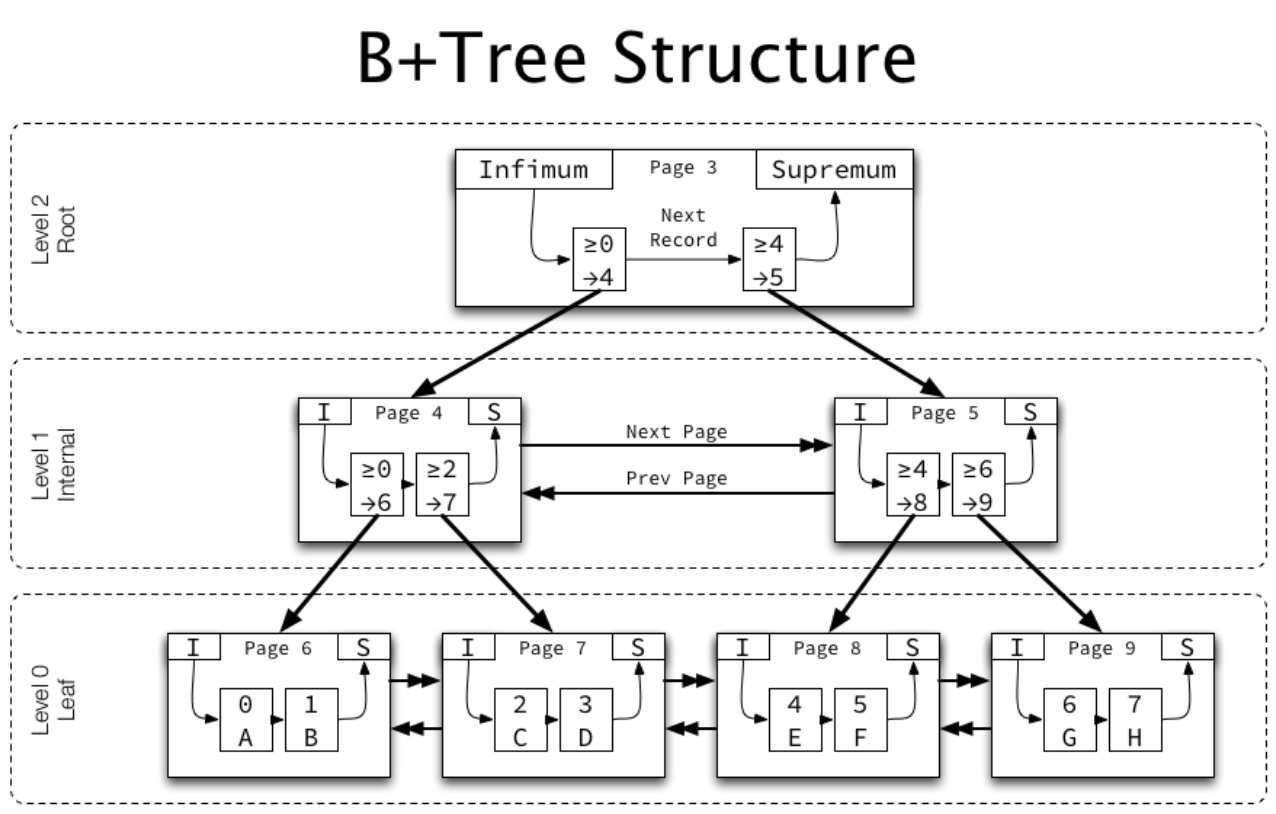 B+Tree Structure
Level 2
Root
Infimum
Page 3
Supremum
Next
Record
≥0
→4
≥4
→5
Level 1
Internal
I
Page 4
S
≥0
→6
≥2
→7
Next Page
Prev Page
I
Page 5
S
≥4
→8
≥6
→9
Level 0
Leaf
I
Page 6
S
0
A
1
B
I
Page 7
S
2
C
3
D
I
Page 8
S
4
E
5
F
I
Page 9
S
6
G
7
H